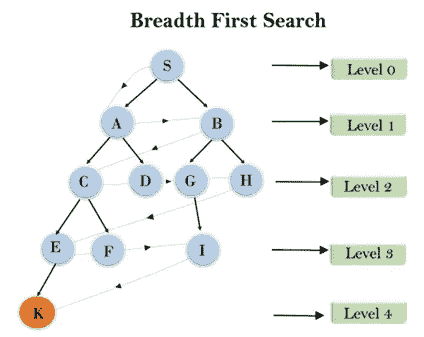 Breadth First Search
S
Level 0
A
B
Level 1
C
D
G
H
Level 2
E
F
I
Level 3
K
Level 4